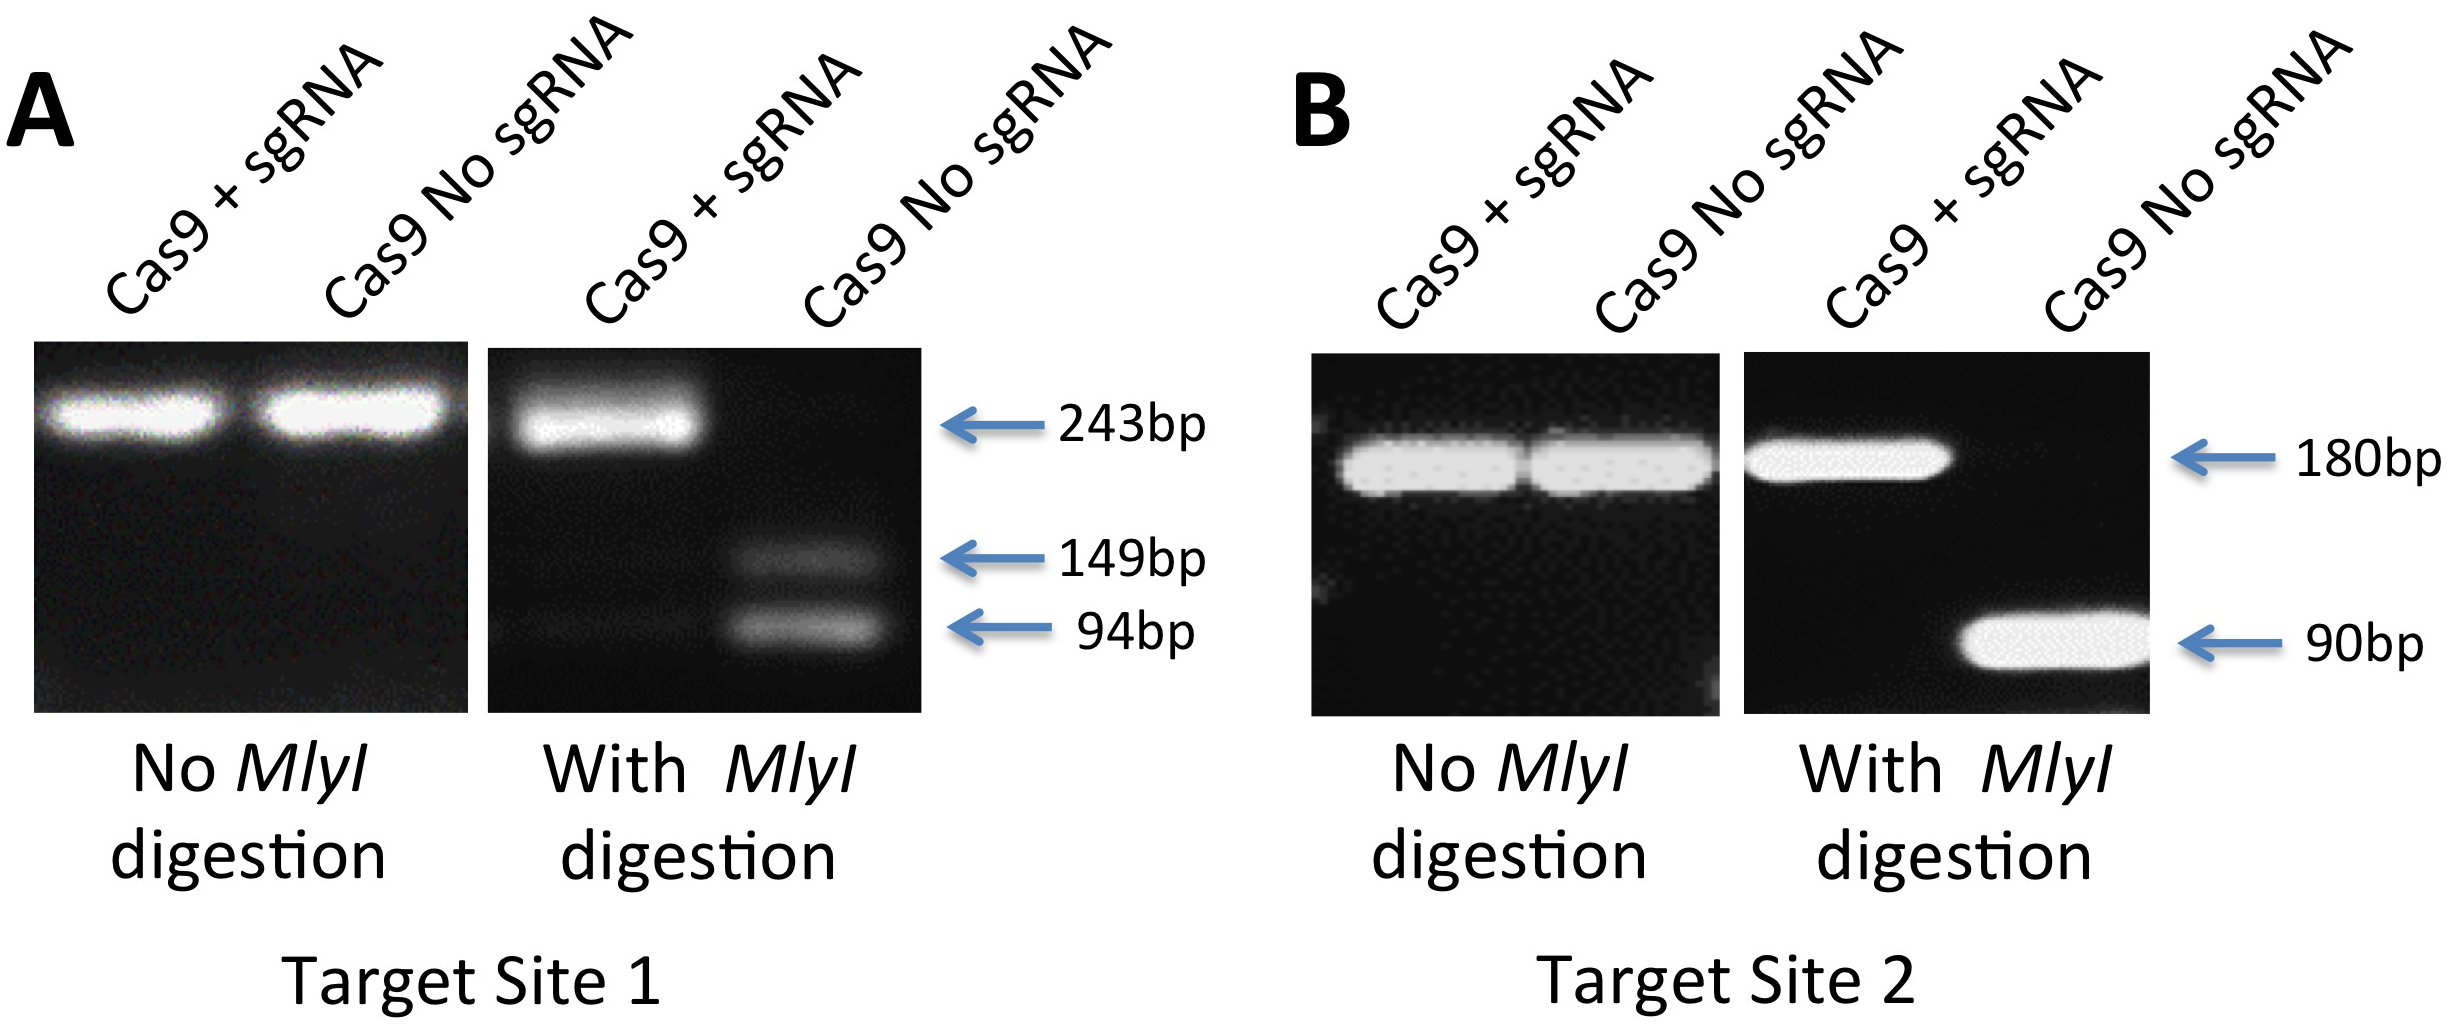 A
Cas9 + sgRNA
Cas9 No sgRNA
Cas9 + sgRNA
Cas9 No sgRNA
243bp
149bp
94bp
No MlyI
digestion
With MlyI
digestion
Target Site 1
B
Cas9 + sgRNA
Cas9 No sgRNA
Cas9 + sgRNA
Cas9 No sgRNA
180bp
90bp
No MlyI
digestion
With MlyI
digestion
Target Site 2